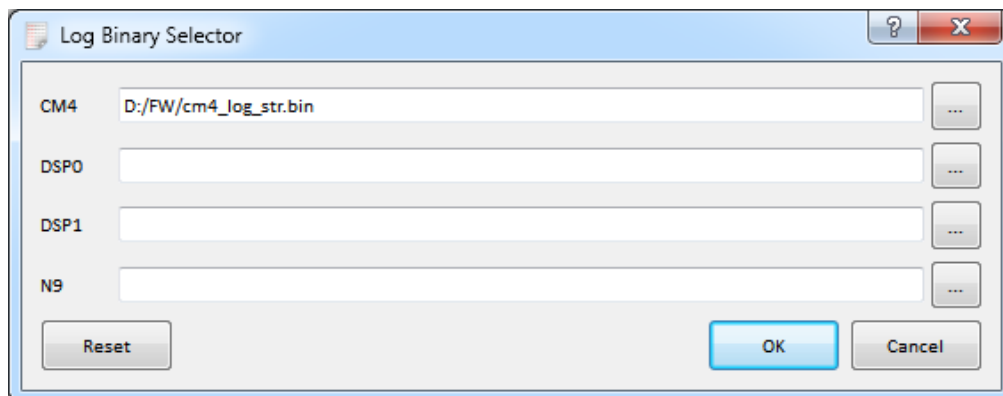 Log Binary Selector
CM4 D:/FW/cm4_log_str.bin ...
DSP0 ...
DSP1 ...
N9 ...
Reset OK Cancel